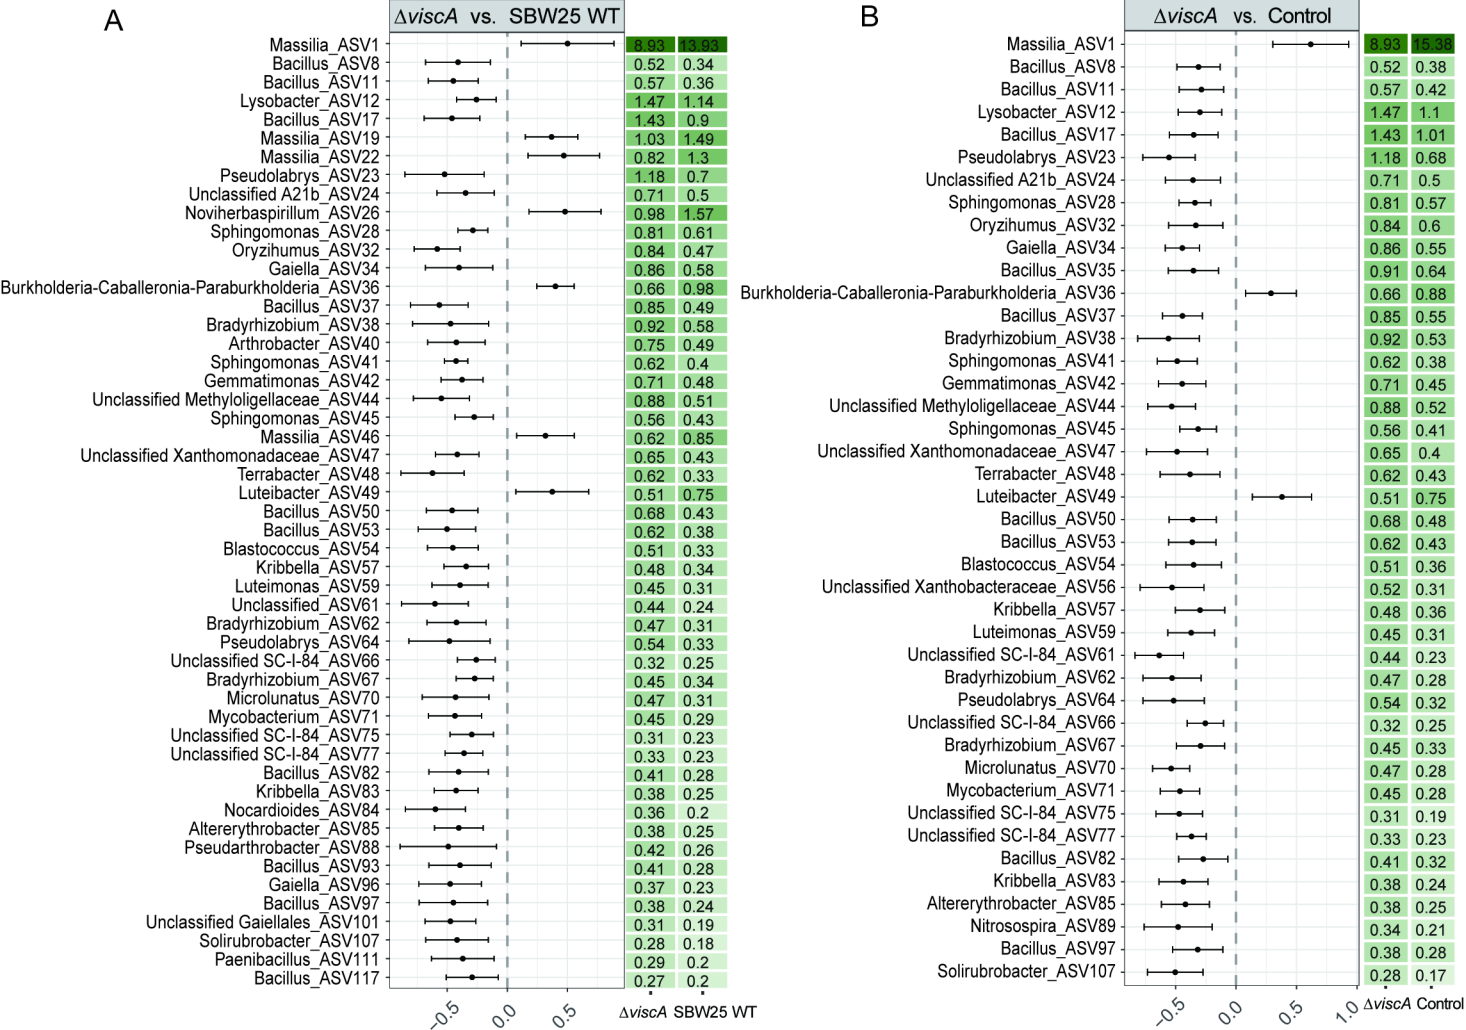 A
ΔviscA vs. SBW25 WT
Massilia_ASV1 8.93 13.93
Bacillus_ASV8 0.52 0.34
Bacillus_ASV11 0.57 0.36
Lysobacter_ASV12 1.47 1.14
Bacillus_ASV17 1.43 0.9
Massilia_ASV19 1.03 1.49
Massilia_ASV22 0.82 1.3
Pseudolabrys_ASV23 1.18 0.7
Unclassified A21b_ASV24 0.71 0.5
Noviherbaspirillum_ASV26 0.98 1.57
Sphingomonas_ASV28 0.81 0.61
Oryzihumus_ASV32 0.84 0.47
Gaiella_ASV34 0.86 0.58
Burkholderia-Caballeronia-Paraburkholderia_ASV36 0.66 0.98
Bacillus_ASV37 0.85 0.49
Bradyrhizobium_ASV38 0.92 0.58
Arthrobacter_ASV40 0.75 0.49
Sphingomonas_ASV41 0.62 0.4
Gemmatimonas_ASV42 0.71 0.48
Unclassified Methyloligellaceae_ASV44 0.88 0.51
Sphingomonas_ASV45 0.56 0.43
Massilia_ASV46 0.62 0.85
Unclassified Xanthomonadaceae_ASV47 0.65 0.43
Terrabacter_ASV48 0.62 0.33
Luteibacter_ASV49 0.51 0.75
Bacillus_ASV50 0.68 0.43
Bacillus_ASV53 0.62 0.38
Blastococcus_ASV54 0.51 0.33
Kribbella_ASV57 0.48 0.34
Luteimonas_ASV59 0.45 0.31
Unclassified_ASV61 0.44 0.24
Bradyrhizobium_ASV62 0.47 0.31
Pseudolabrys_ASV64 0.54 0.33
Unclassified SC-I-84_ASV66 0.32 0.25
Bradyrhizobium_ASV67 0.45 0.34
Microlunatus_ASV70 0.47 0.31
Mycobacterium_ASV71 0.45 0.29
Unclassified SC-I-84_ASV75 0.31 0.23
Unclassified SC-I-84_ASV77 0.33 0.23
Bacillus_ASV82 0.41 0.28
Kribbella_ASV83 0.38 0.25
Nocardioides_ASV84 0.36 0.2
Altererythrobacter_ASV85 0.38 0.25
Pseudarthrobacter_ASV88 0.42 0.26
Bacillus_ASV93 0.41 0.28
Gaiella_ASV96 0.37 0.23
Bacillus_ASV97 0.38 0.24
Unclassified Gaiellales_ASV101 0.31 0.19
Solirubrobacter_ASV107 0.28 0.18
Paenibacillus_ASV111 0.29 0.2
Bacillus_ASV117 0.27 0.2
−0.5 0.0 0.5
ΔviscA SBW25 WT
B
ΔviscA vs. Control
Massilia_ASV1 8.93 15.38
Bacillus_ASV8 0.52 0.38
Bacillus_ASV11 0.57 0.42
Lysobacter_ASV12 1.47 1.1
Bacillus_ASV17 1.43 1.01
Pseudolabrys_ASV23 1.18 0.68
Unclassified A21b_ASV24 0.71 0.5
Sphingomonas_ASV28 0.81 0.57
Oryzihumus_ASV32 0.84 0.6
Gaiella_ASV34 0.86 0.55
Bacillus_ASV35 0.91 0.64
Burkholderia-Caballeronia-Paraburkholderia_ASV36 0.66 0.88
Bacillus_ASV37 0.85 0.55
Bradyrhizobium_ASV38 0.92 0.53
Sphingomonas_ASV41 0.62 0.38
Gemmatimonas_ASV42 0.71 0.45
Unclassified Methyloligellaceae_ASV44 0.88 0.52
Sphingomonas_ASV45 0.56 0.41
Unclassified Xanthomonadaceae_ASV47 0.65 0.4
Terrabacter_ASV48 0.62 0.43
Luteibacter_ASV49 0.51 0.75
Bacillus_ASV50 0.68 0.48
Bacillus_ASV53 0.62 0.43
Blastococcus_ASV54 0.51 0.36
Unclassified Xanthobacteraceae_ASV56 0.52 0.31
Kribbella_ASV57 0.48 0.36
Luteimonas_ASV59 0.45 0.31
Unclassified SC-I-84_ASV61 0.44 0.23
Bradyrhizobium_ASV62 0.47 0.28
Pseudolabrys_ASV64 0.54 0.32
Unclassified SC-I-84_ASV66 0.32 0.25
Bradyrhizobium_ASV67 0.45 0.33
Microlunatus_ASV70 0.47 0.28
Mycobacterium_ASV71 0.45 0.28
Unclassified SC-I-84_ASV75 0.31 0.19
Unclassified SC-I-84_ASV77 0.33 0.23
Bacillus_ASV82 0.41 0.32
Kribbella_ASV83 0.38 0.24
Altererythrobacter_ASV85 0.38 0.25
Nitrosospira_ASV89 0.34 0.21
Bacillus_ASV97 0.38 0.28
Solirubrobacter_ASV107 0.28 0.17
−0.5 0.0 0.5 1.0
ΔviscA Control